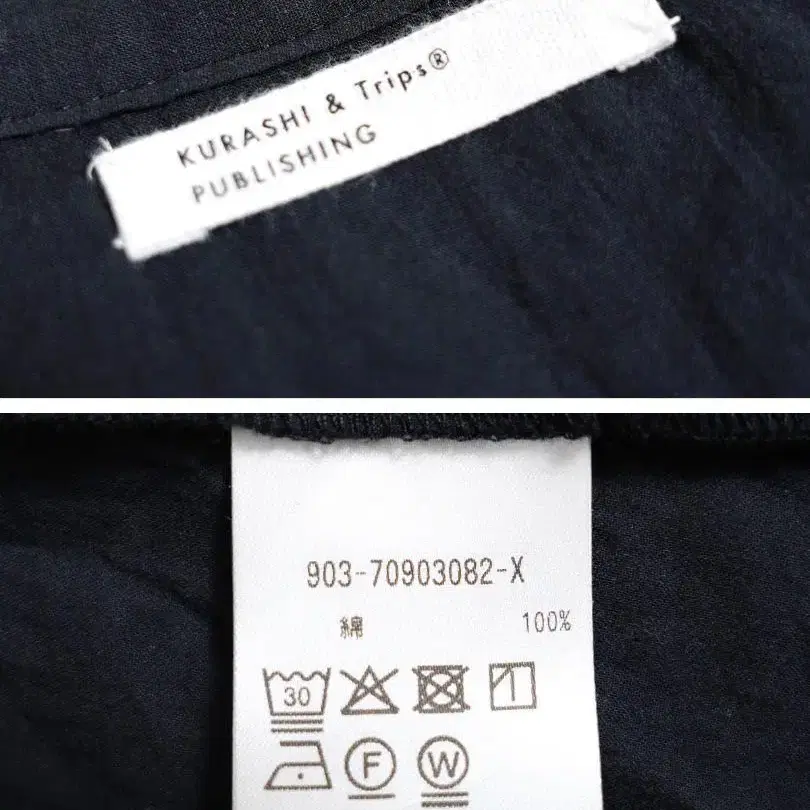 KURASHI & Trips®
PUBLISHING
903-70903082-X
綿 100%
30
F W